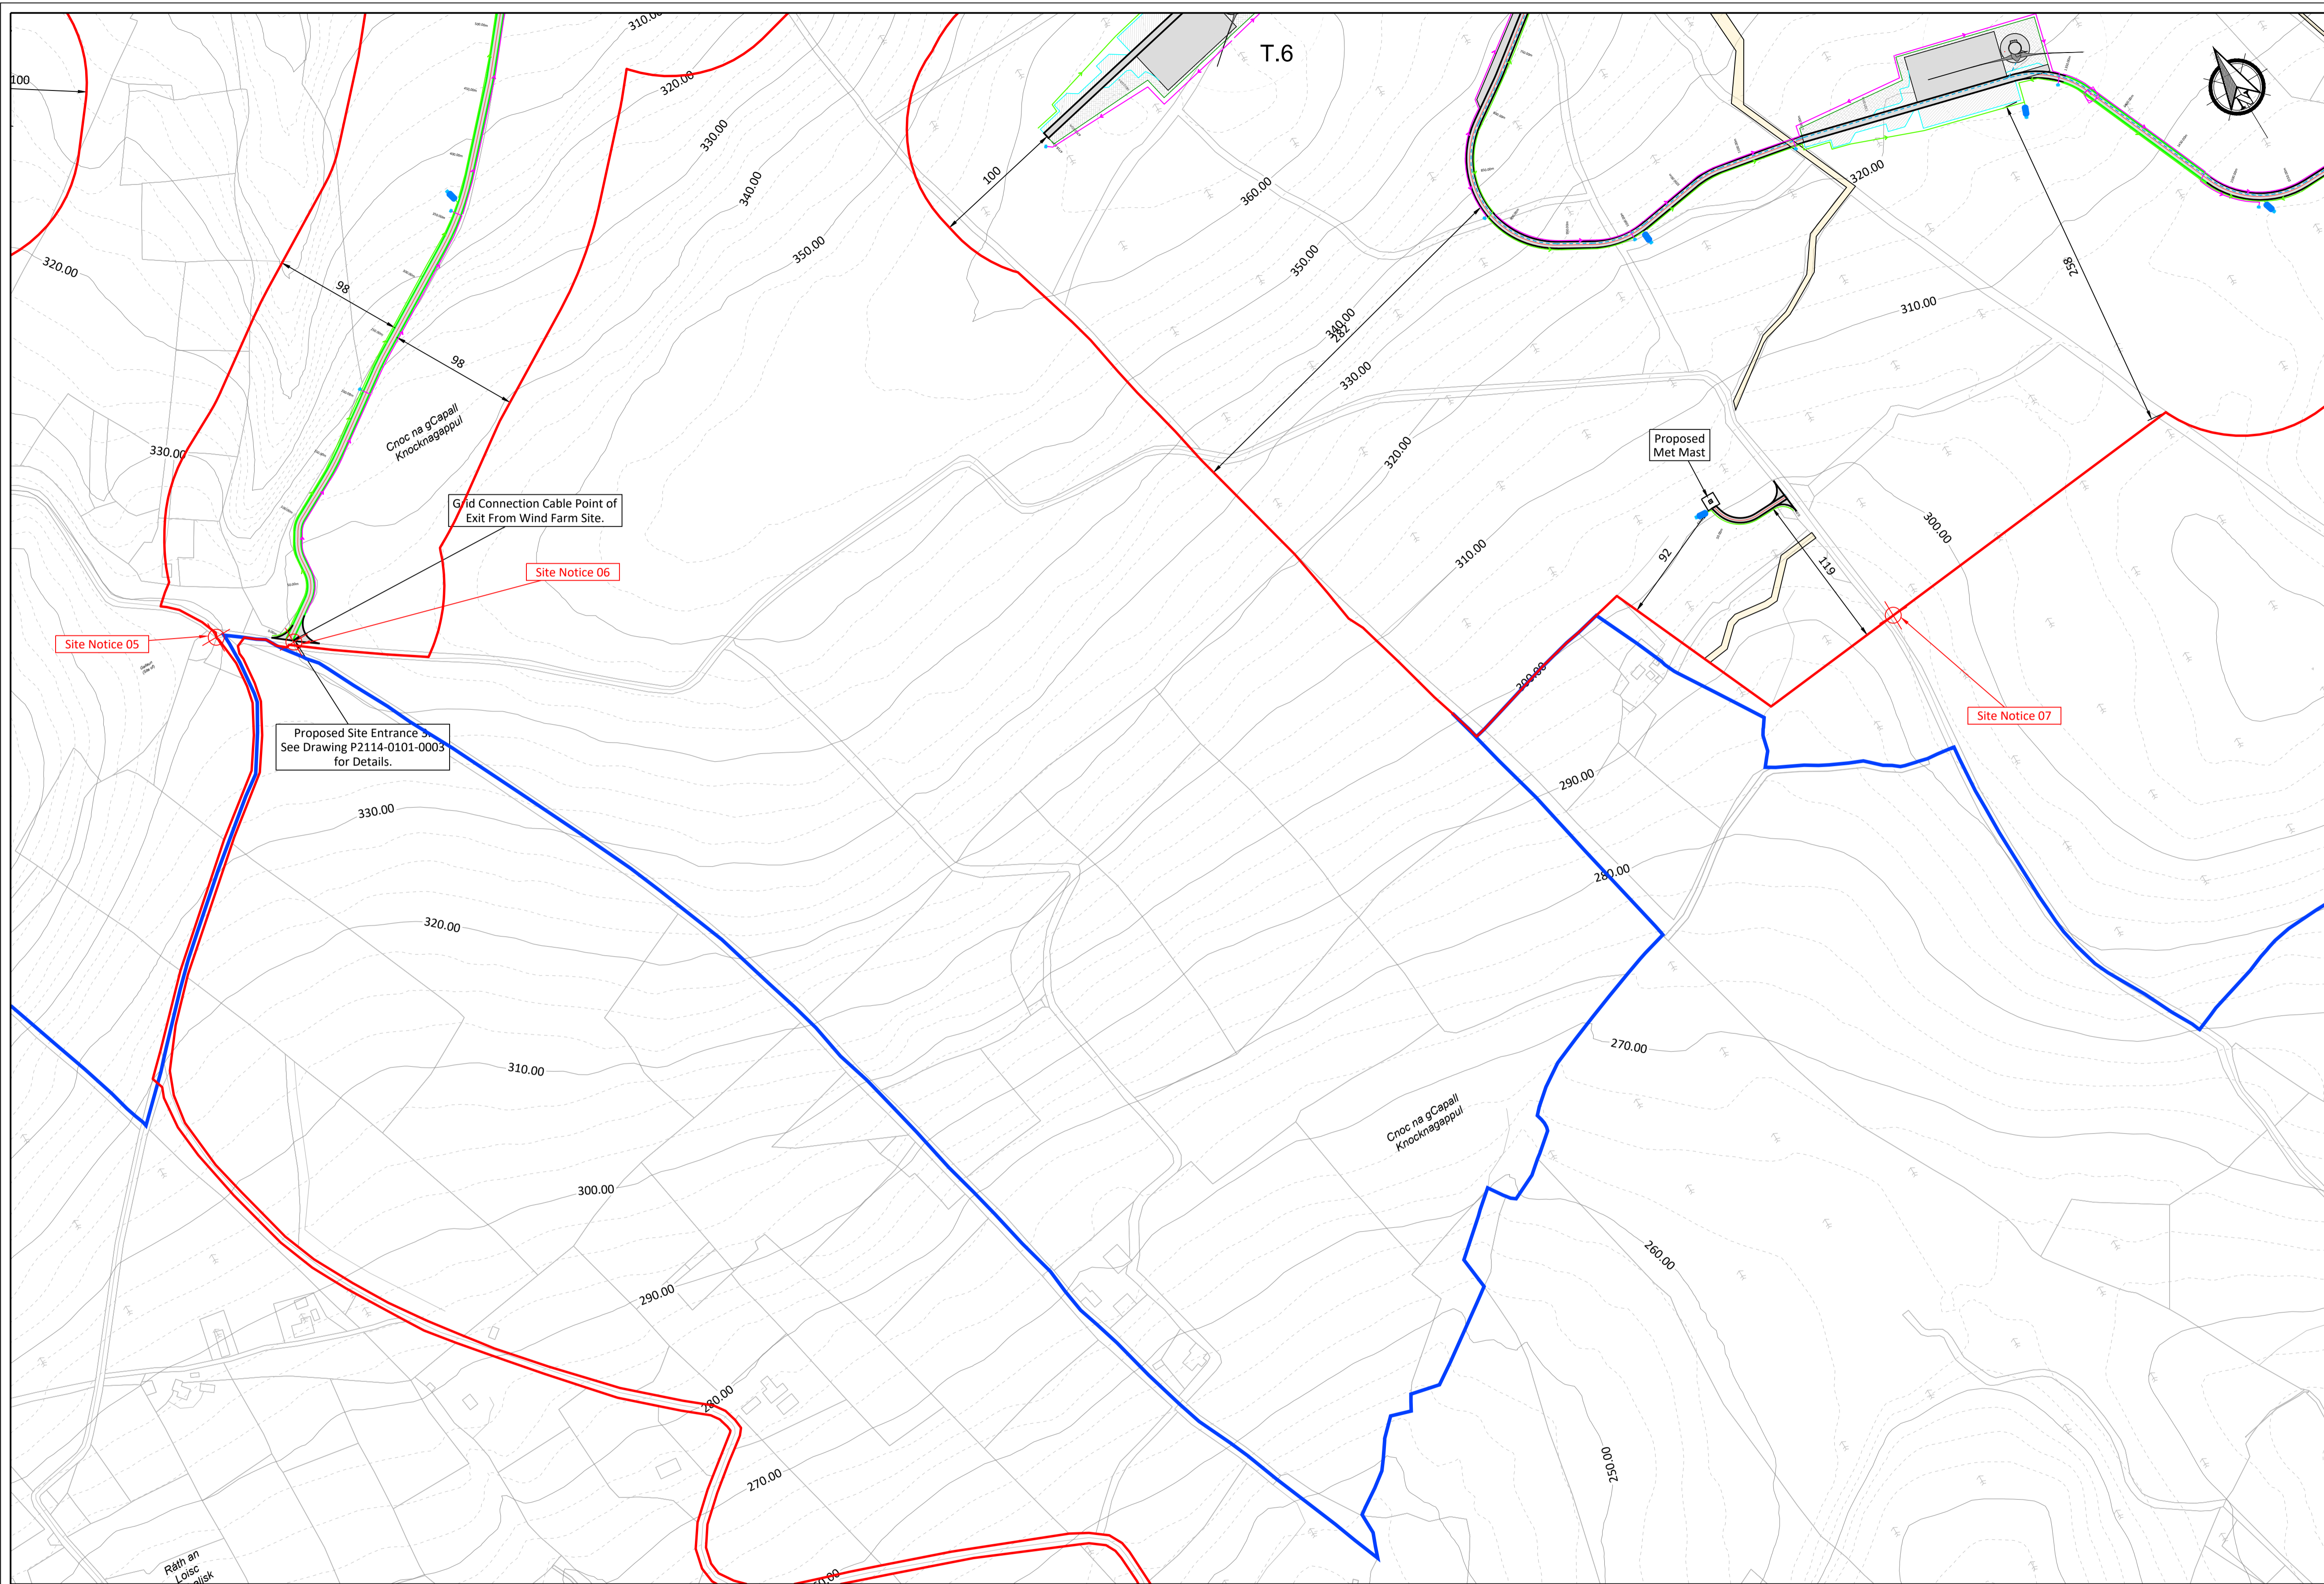 310.00
T.6
100
320.00
330.00
100
340.00
360.00
320.00
320.00
350.00
350.00
258
98
310.00
340.00
282
98
330.00
Cnoc na gCapall
Knocknagappul
330.00
320.00
Proposed
Met Mast
Grid Connection Cable Point of
Exit From Wind Farm Site.
300.00
310.00
92
119
Site Notice 06
Site Notice 05
300.00
Site Notice 07
Proposed Site Entrance 3.
See Drawing P2114-0101-0003
for Details.
290.00
330.00
280.00
320.00
270.00
310.00
Cnoc na gCapall
Knocknagappul
300.00
260.00
290.00
280.00
250.00
270.00
Ráth an
Loisc